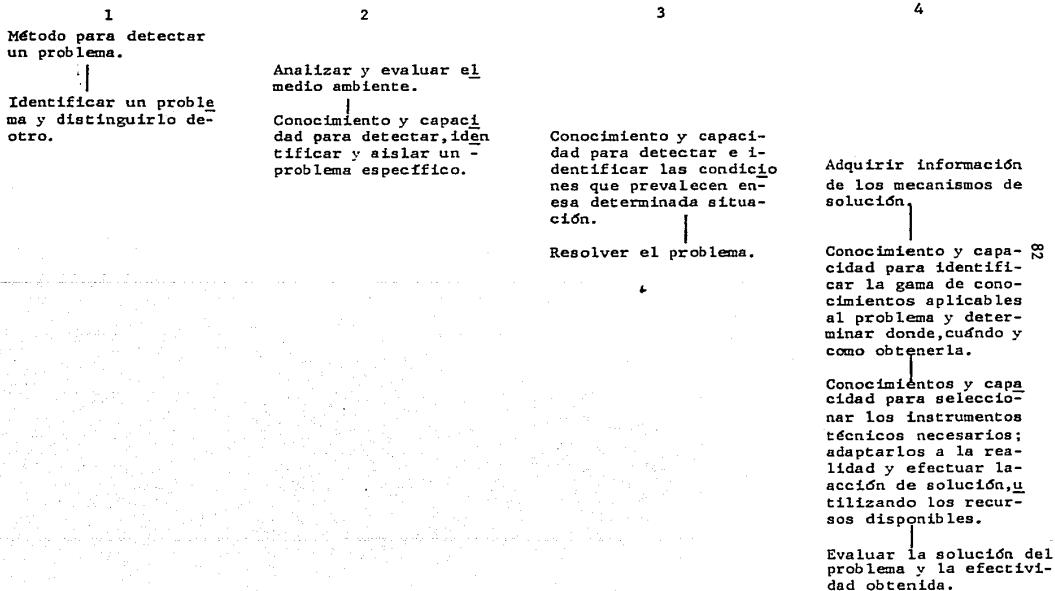 1
Método para detectar
un problema.
Identificar un proble
ma y distinguirlo de-
otro.
2
Analizar y evaluar el
medio ambiente.
Conocimiento y capaci
dad para detectar,iden
tificar y aislar un -
problema específico.
3
Conocimiento y capaci-
dad para detectar e i-
dentificar las condicio
nes que prevalecen en-
esa determinada situa-
ción.
Resolver el problema.
4
Adquirir información
de los mecanismos de
solución.
Conocimiento y capa-
cidad para identifi-
car la gama de cono-
cimientos aplicables
al problema y deter-
minar donde,cuándo y
como obtenerla.
Conocimientos y capa
cidad para seleccio-
nar los instrumentos
técnicos necesarios;
adaptarlos a la rea-
lidad y efectuar la-
acción de solución,u
tilizando los recur-
sos disponibles.
Evaluar la solución del
problema y la efectivi-
dad obtenida.
82